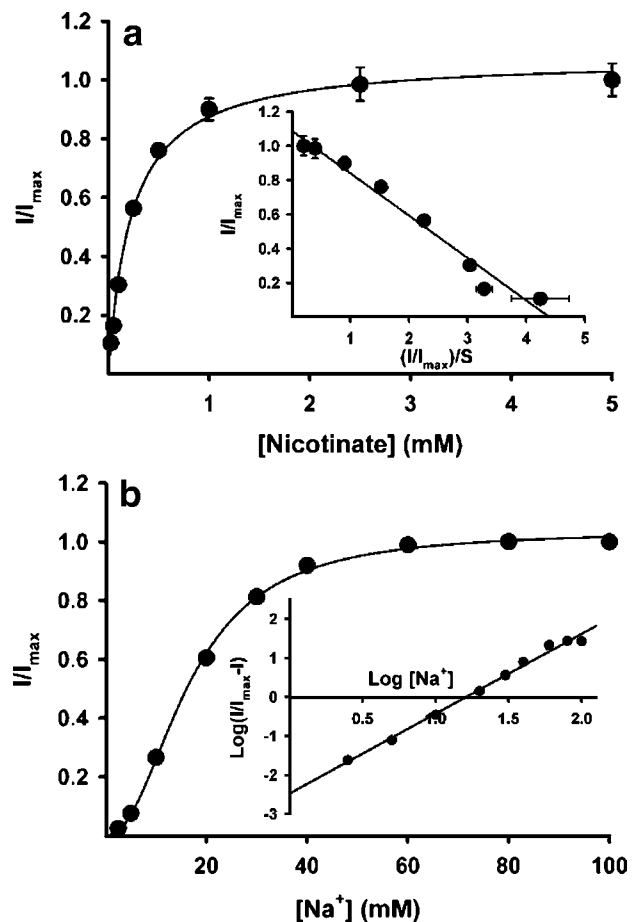 a
1.2
1.0
0.8
0.6
0.4
0.2
I/Imax
1 2 3 4 5
[Nicotinate] (mM)
1.2
1.0
0.8
0.6
0.4
0.2
I/Imax
1 2 3 4 5
(I/Imax)/S
b
1.2
1.0
0.8
0.6
0.4
0.2
I/Imax
20 40 60 80 100
[Na+] (mM)
2
1
0
-1
-2
-3
Log(I/Imax-I)
Log [Na+]
0.5 1.0 1.5 2.0